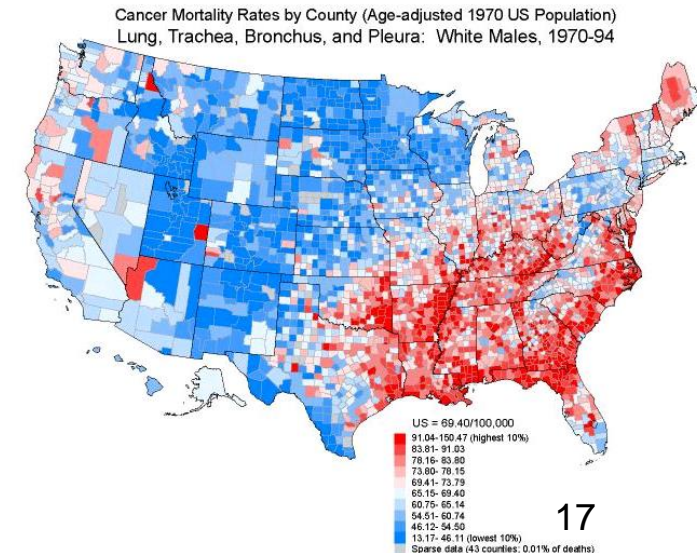 Cancer Mortality Rates by County (Age-adjusted 1970 US Population)
Lung, Trachea, Bronchus, and Pleura: White Males, 1970-94
US = 69.40/100,000
91.04-150.47 (highest 10%)
83.81- 91.03
78.16- 83.80
73.80- 78.15
69.41- 73.79
65.15- 69.40
60.75- 65.14
54.51- 60.74
46.12- 54.50
13.17- 46.11 (lowest 10%)
Sparse data (43 counties; 0.01% of deaths)
17